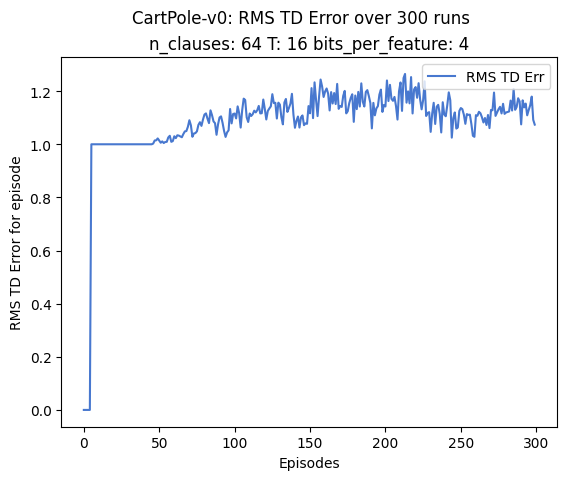 CartPole-v0: RMS TD Error over 300 runs
n_clauses: 64 T: 16 bits_per_feature: 4
RMS TD Err
1.2
1.0
0.8
0.6
0.4
0.2
0.0
RMS TD Error for episode
0 50 100 150 200 250 300
Episodes